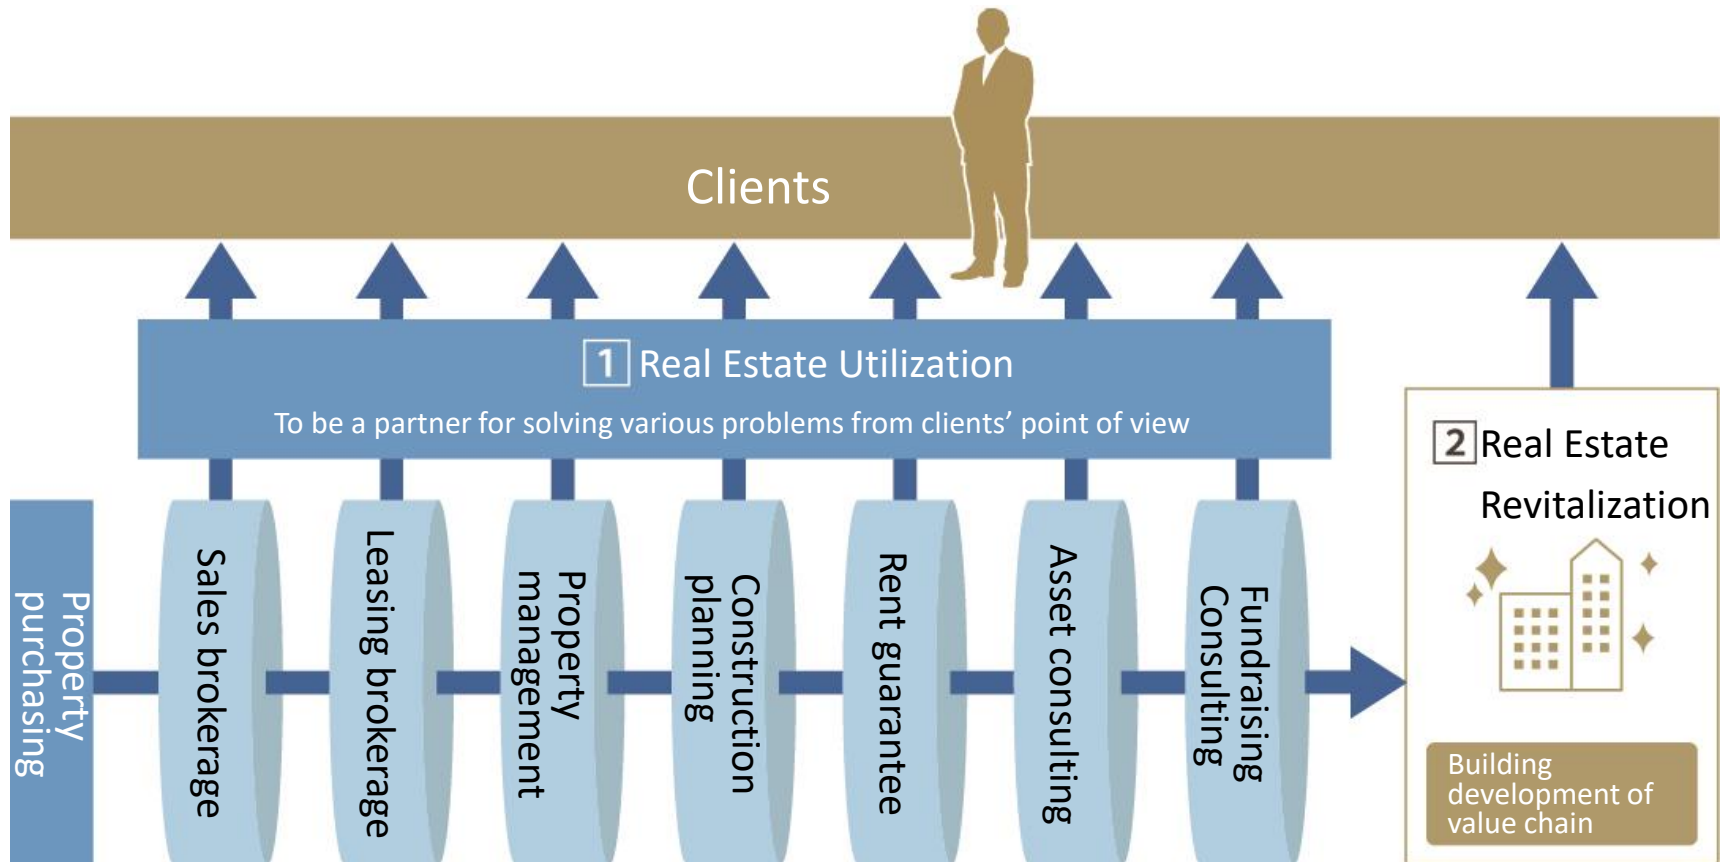 Clients
1 Real Estate Utilization
To be a partner for solving various problems from clients’ point of view
Property
purchasing
Sales brokerage
Leasing brokerage
Property
management
Construction
planning
Rent guarantee
Asset consulting
Fundraising
Consulting
2 Real Estate
Revitalization
Building
development of
value chain